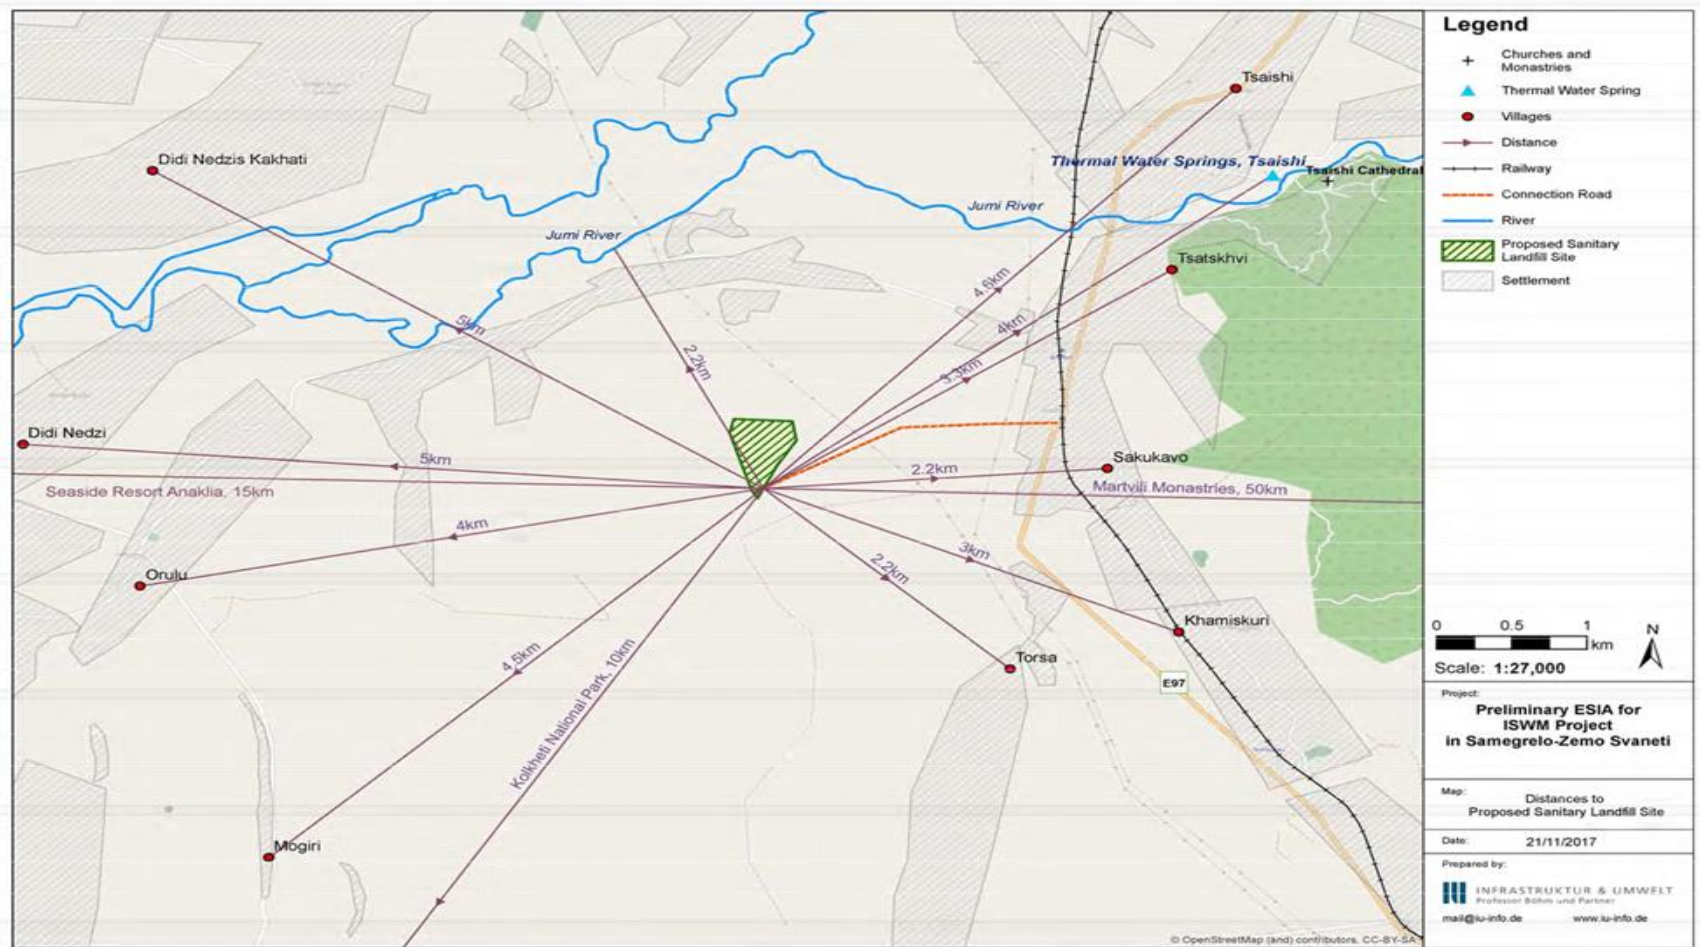 Tsaishi
Didi Nedzis Kakhati
Thermal Water Springs, Tsaishi
Tsaishi Cathedral
Jumi River
Jumi River
Tsatskhvi
4.6km
4km
5km
2.2km
3.3km
Didi Nedzi
5km
Sakukavo
2.2km
Seaside Resort Anaklia, 15km
Martvili Monastries, 50km
4km
3km
2.2km
Orulu
Khamiskuri
4.5km
Torsa
Kolkheti National Park, 10km
E97
Mogiri
© OpenStreetMap (and) contributors, CC-BY-SA
Legend
Churches and
Monastries
Thermal Water Spring
Villages
Distance
Railway
Connection Road
River
Proposed Sanitary
Landfill Site
Settlement
0 0.5 1
km
N
Scale: 1:27,000
Project:
Preliminary ESIA for
ISWM Project
in Samegrelo-Zemo Svaneti
Map:
Distances to
Proposed Sanitary Landfill Site
Date: 21/11/2017
Prepared by:
INFRASTRUKTUR & UMWELT
Professor Böhm und Partner
mail@iu-info.de www.iu-info.de